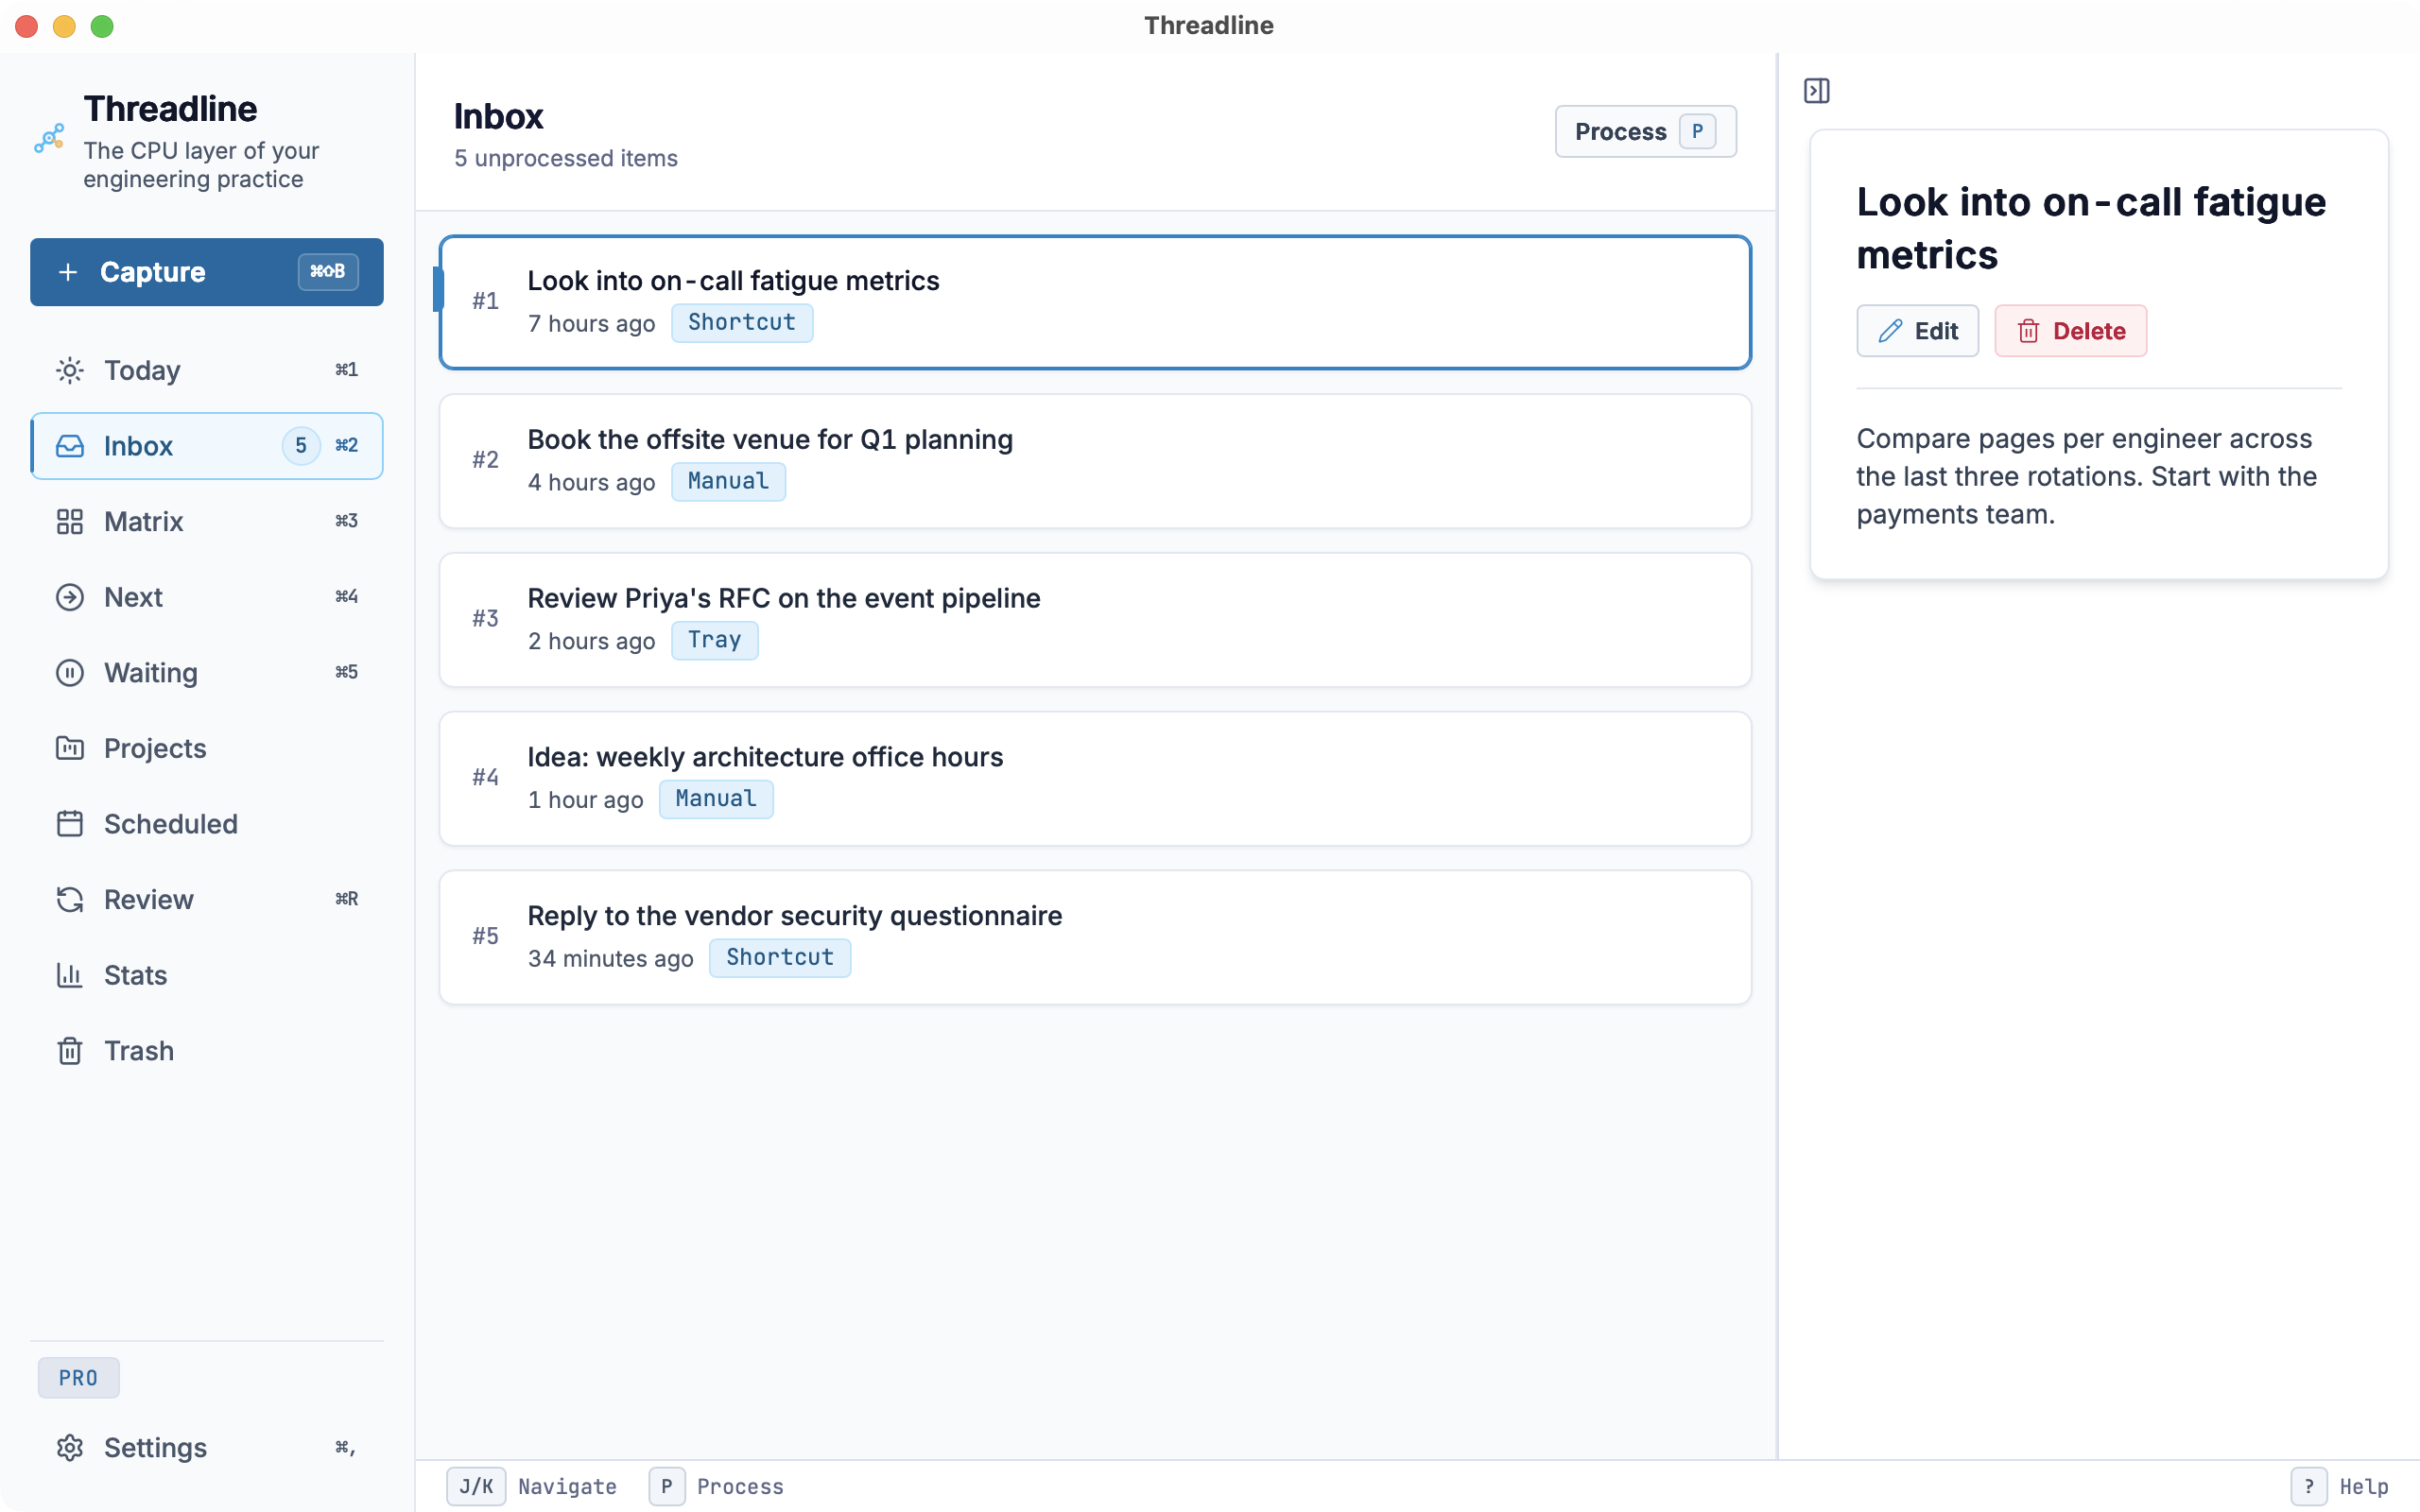 Threadline
Threadline
The CPU layer of your
engineering practice
Capture ⌘⇧B
Today ⌘1
Inbox 5 ⌘2
Matrix ⌘3
Next ⌘4
Waiting ⌘5
Projects
Scheduled
Review ⌘R
Stats
Trash
PRO
Settings ⌘,
Inbox
5 unprocessed items
Process P
#1
Look into on-call fatigue metrics
7 hours ago Shortcut
#2
Book the offsite venue for Q1 planning
4 hours ago Manual
#3
Review Priya's RFC on the event pipeline
2 hours ago Tray
#4
Idea: weekly architecture office hours
1 hour ago Manual
#5
Reply to the vendor security questionnaire
34 minutes ago Shortcut
Look into on-call fatigue
metrics
Edit Delete
Compare pages per engineer across
the last three rotations. Start with the
payments team.
J/K Navigate P Process
? Help